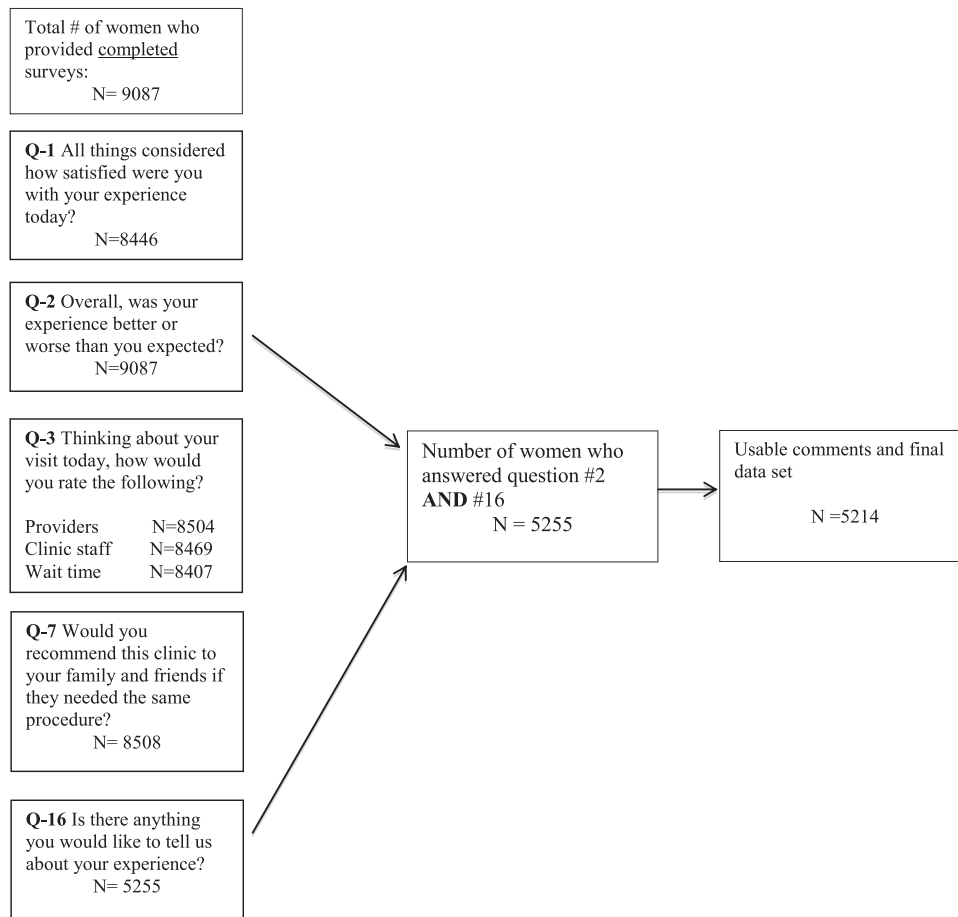 Total # of women who
provided completed
surveys:
N= 9087
Q-1 All things considered
how satisfied were you
with your experience
today?
N=8446
Q-2 Overall, was your
experience better or
worse than you expected?
N=9087
Q-3 Thinking about your
visit today, how would
you rate the following?
Providers N=8504
Clinic staff N=8469
Wait time N=8407
Q-7 Would you
recommend this clinic to
your family and friends if
they needed the same
procedure?
N= 8508
Q-16 Is there anything
you would like to tell us
about your experience?
N= 5255
Number of women who
answered question #2
AND #16
N = 5255
Usable comments and final
data set
N =5214